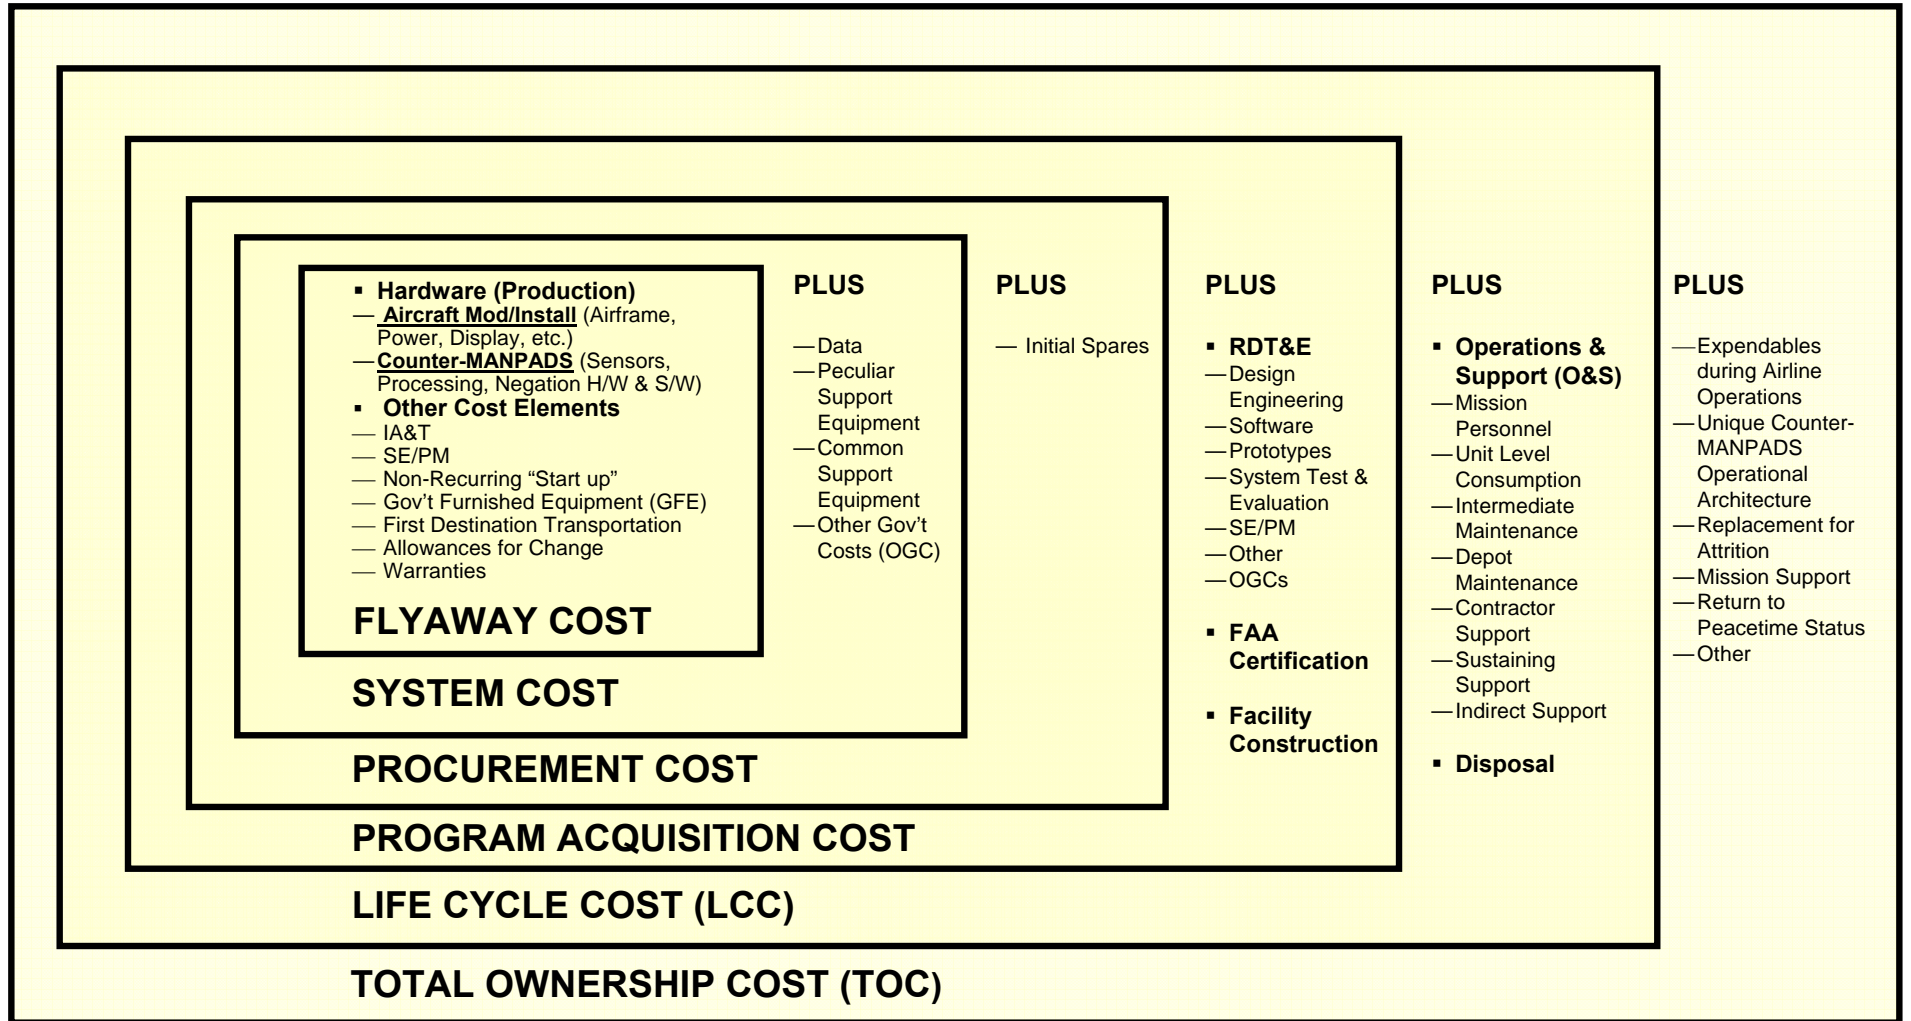 ▪ Hardware (Production)
— Aircraft Mod/Install (Airframe,
Power, Display, etc.)
—Counter-MANPADS (Sensors,
Processing, Negation H/W & S/W)
▪ Other Cost Elements
— IA&T
— SE/PM
— Non-Recurring “Start up”
— Gov’t Furnished Equipment (GFE)
— First Destination Transportation
— Allowances for Change
— Warranties
FLYAWAY COST
PLUS
—Data
—Peculiar
Support
Equipment
—Common
Support
Equipment
—Other Gov’t
Costs (OGC)
SYSTEM COST
PLUS
— Initial Spares
PROCUREMENT COST
PLUS
▪ RDT&E
—Design
Engineering
—Software
—Prototypes
—System Test &
Evaluation
—SE/PM
—Other
—OGCs
▪ FAA
Certification
▪ Facility
Construction
PROGRAM ACQUISITION COST
PLUS
▪ Operations &
Support (O&S)
—Mission
Personnel
—Unit Level
Consumption
—Intermediate
Maintenance
—Depot
Maintenance
—Contractor
Support
—Sustaining
Support
—Indirect Support
▪ Disposal
LIFE CYCLE COST (LCC)
PLUS
—Expendables
during Airline
Operations
—Unique Counter-
MANPADS
Operational
Architecture
—Replacement for
Attrition
—Mission Support
—Return to
Peacetime Status
—Other
TOTAL OWNERSHIP COST (TOC)